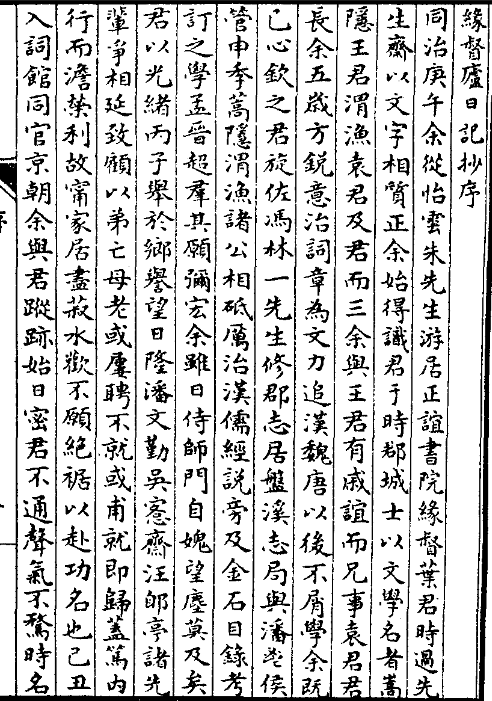 緣督廬日記抄序
同治庚午余從怡雲朱先生游居正誼書院緣督葉君時過先
生齋以文字相質正余始得識君于時郡城士以文學名者蒿
隱王君渭漁袁君及君而三余與王君有戚誼而兄事袁君君
長余五歲方銳意治詞章為文力追漢魏唐以後不屑學余既
已心欽之君旋佐馮林一先生修郡志居盤溪志局與潘瘦侯
管申季蒿隱渭漁諸公相砥厲治漢儒經說旁及金石目錄考
訂之學孟晉超羣其願彌宏余雖日侍師門自媿望塵莫及矣
君以光緒丙子舉於鄉譽望日隆潘文勤吳愙齋汪郋亭諸先
輩爭相延致顧以弟亡母老或屢聘不就或甫就即歸蓋篤內
行而澹榮利故甯家居盡菽水歡不願絕裾以赴功名也己丑
入詞館同官京朝余與君蹤跡始日密君不通聲氣不騖時名
序